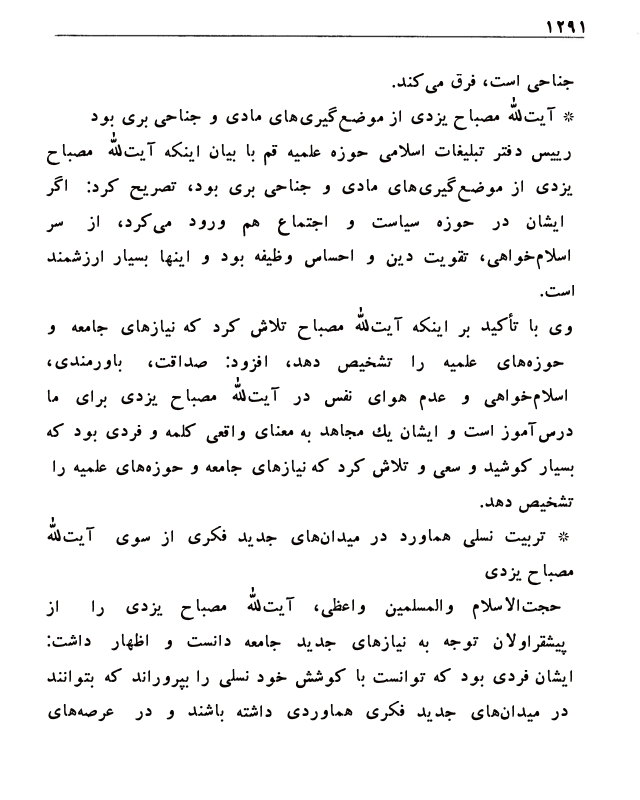 ۱۲۹۱
جناحی است، فرق می‌کند.
* آیت‌الله مصباح یزدی از موضع‌گیری‌های مادی و جناحی بری بود
رییس دفتر تبلیغات اسلامی حوزه علمیه قم با بیان اینکه آیت‌الله مصباح
یزدی از موضع‌گیری‌های مادی و جناحی بری بود، تصریح کرد: اگر
ایشان در حوزه سیاست و اجتماع هم ورود می‌کرد، از سر
اسلام‌خواهی، تقویت دین و احساس وظیفه بود و اینها بسیار ارزشمند
است.
وی با تأکید بر اینکه آیت‌الله مصباح تلاش کرد که نیازهای جامعه و
حوزه‌های علمیه را تشخیص دهد، افزود: صداقت، باورمندی،
اسلام‌خواهی و عدم هوای نفس در آیت‌الله مصباح یزدی برای ما
درس‌آموز است و ایشان یك مجاهد به معنای واقعی کلمه و فردی بود که
بسیار کوشید و سعی و تلاش کرد که نیازهای جامعه و حوزه‌های علمیه را
تشخیص دهد.
* تربیت نسلی هماورد در میدان‌های جدید فکری از سوی آیت‌الله
مصباح یزدی
حجت‌الاسلام والمسلمین واعظی، آیت‌الله مصباح یزدی را از
پیشقراولان توجه به نیازهای جدید جامعه دانست و اظهار داشت:
ایشان فردی بود که توانست با کوشش خود نسلی را بپروراند که بتوانند
در میدان‌های جدید فکری هماوردی داشته باشند و در عرصه‌های